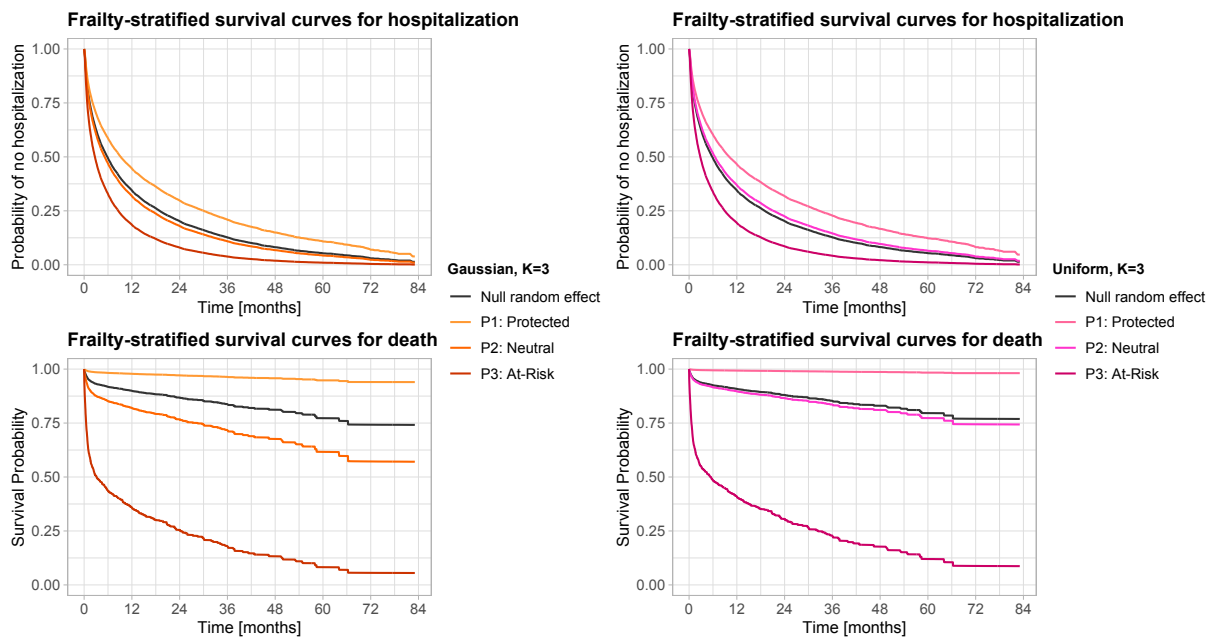 Frailty-stratified survival curves for hospitalization
Probability of no hospitalization
1.00
0.75
0.50
0.25
0.00
0 12 24 36 48 60 72 84
Time [months]
Frailty-stratified survival curves for death
Survival Probability
1.00
0.75
0.50
0.25
0.00
0 12 24 36 48 60 72 84
Time [months]
Gaussian, K=3
Null random effect
P1: Protected
P2: Neutral
P3: At-Risk
Frailty-stratified survival curves for hospitalization
Probability of no hospitalization
1.00
0.75
0.50
0.25
0.00
0 12 24 36 48 60 72 84
Time [months]
Frailty-stratified survival curves for death
Survival Probability
1.00
0.75
0.50
0.25
0.00
0 12 24 36 48 60 72 84
Time [months]
Uniform, K=3
Null random effect
P1: Protected
P2: Neutral
P3: At-Risk